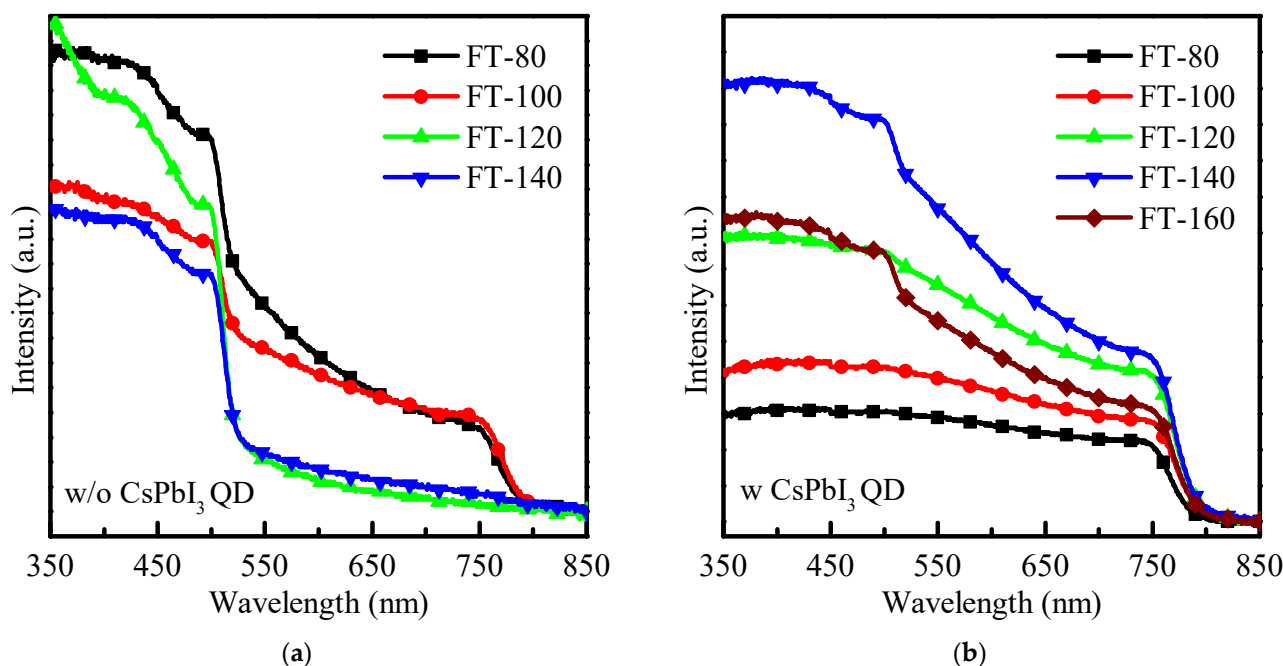 FT-80
FT-100
FT-120
FT-140
Intensity (a.u.)
w/o CsPbI₃ QD
350 450 550 650 750 850
Wavelength (nm)
(a)
FT-80
FT-100
FT-120
FT-140
FT-160
Intensity (a.u.)
w CsPbI₃ QD
350 450 550 650 750 850
Wavelength (nm)
(b)